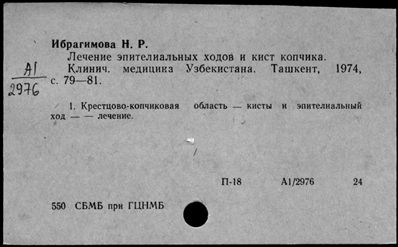 Ибрагимова Н. Р.
Лечение эпителиальных ходов и кист копчика.
А1 Клинич. медицина Узбекистана. Ташкент, 1974,
2976 с. 79—81.
1. Крестцово-копчиковая область — кисты и эпителиальный
ход — — лечение.
П-18 А1/2976 24
550 СБМБ при ГЦНМБ